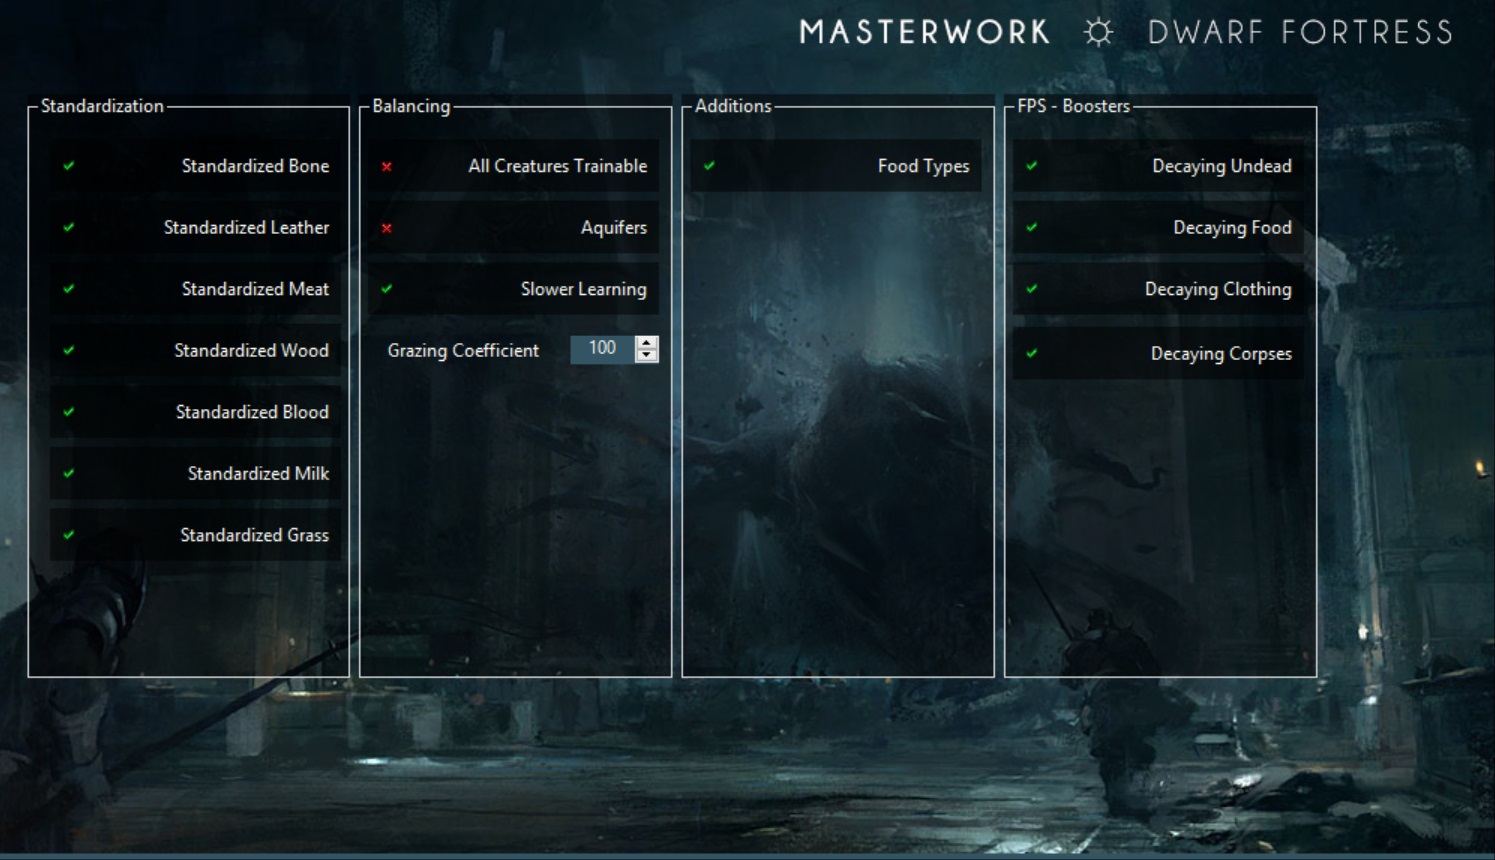 MASTERWORK DWARF FORTRESS
Standardization
Standardized Bone
Standardized Leather
Standardized Meat
Standardized Wood
Standardized Blood
Standardized Milk
Standardized Grass
Balancing
All Creatures Trainable
Aquifers
Slower Learning
Grazing Coefficient 100
Additions
Food Types
FPS - Boosters
Decaying Undead
Decaying Food
Decaying Clothing
Decaying Corpses